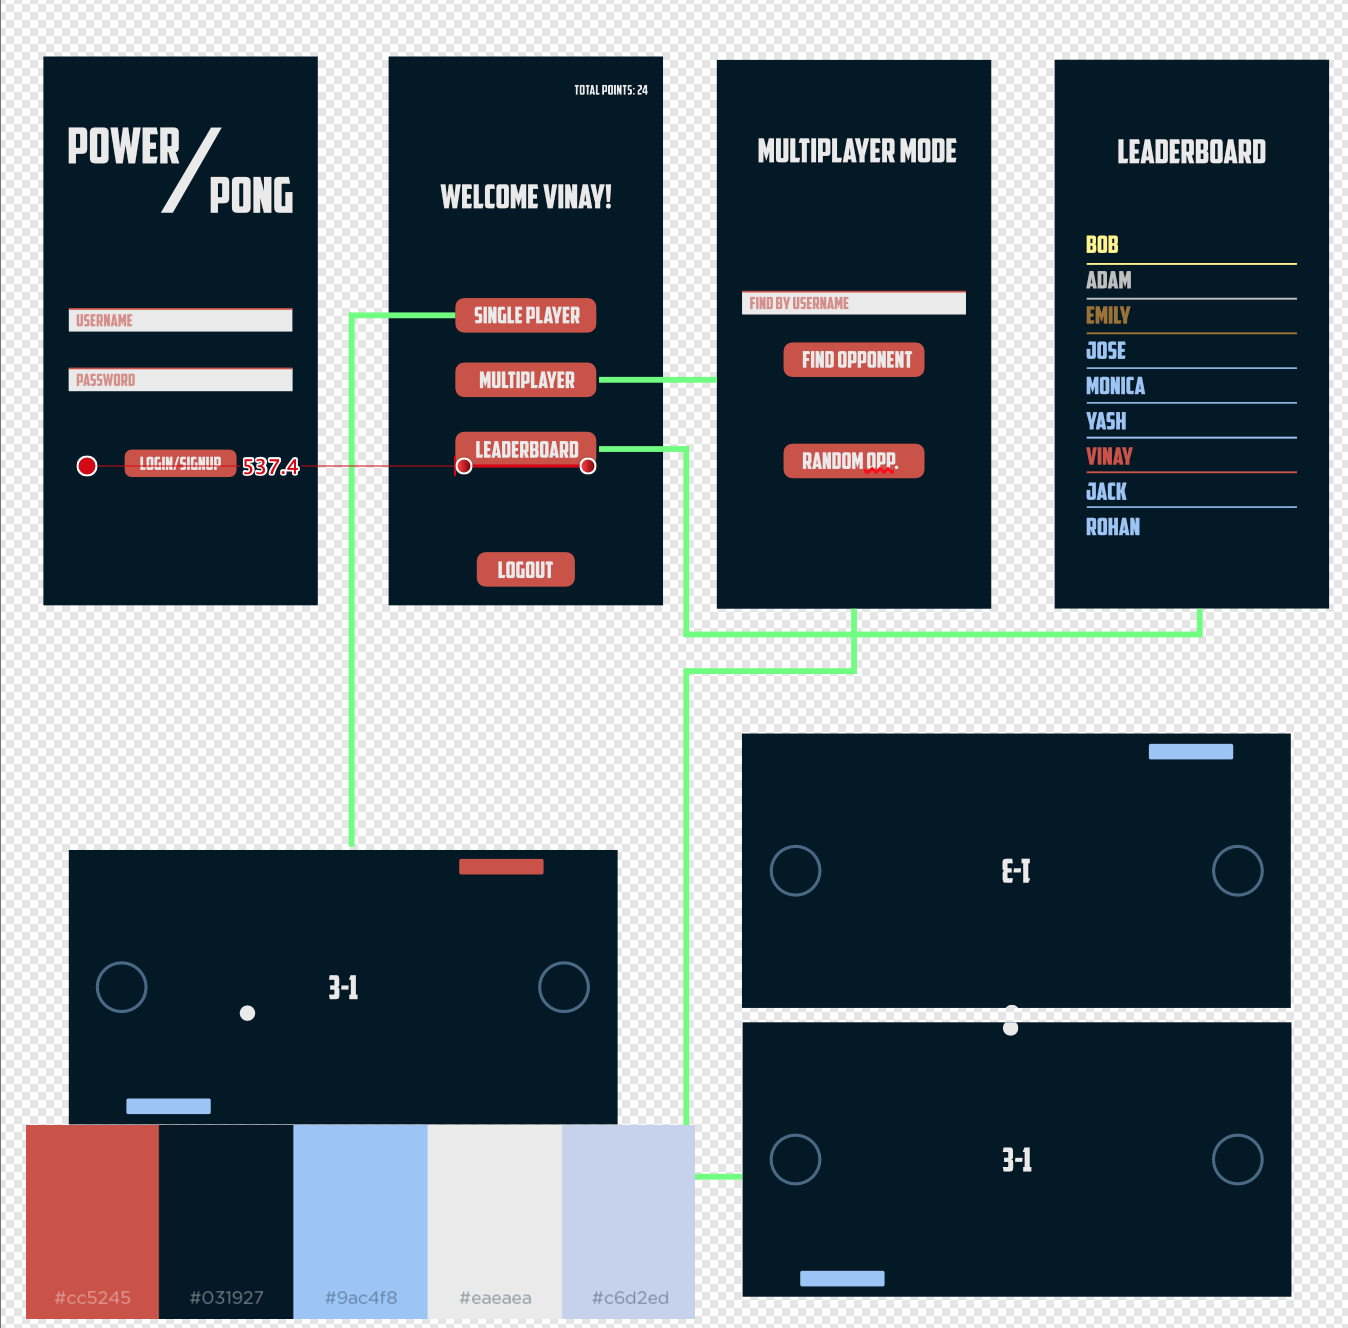 POWER
PONG
USERNAME
PASSWORD
LOGIN/SIGNUP
537.4
TOTAL POINTS: 24
WELCOME VINAY!
SINGLE PLAYER
MULTIPLAYER
LEADERBOARD
LOGOUT
MULTIPLAYER MODE
FIND BY USERNAME
FIND OPPONENT
RANDOM OPP.
LEADERBOARD
BOB
ADAM
EMILY
JOSE
MONICA
YASH
VINAY
JACK
ROHAN
3-1
3-1
3-1
#cc5245
#031927
#9ac4f8
#eaeaea
#c6d2ed